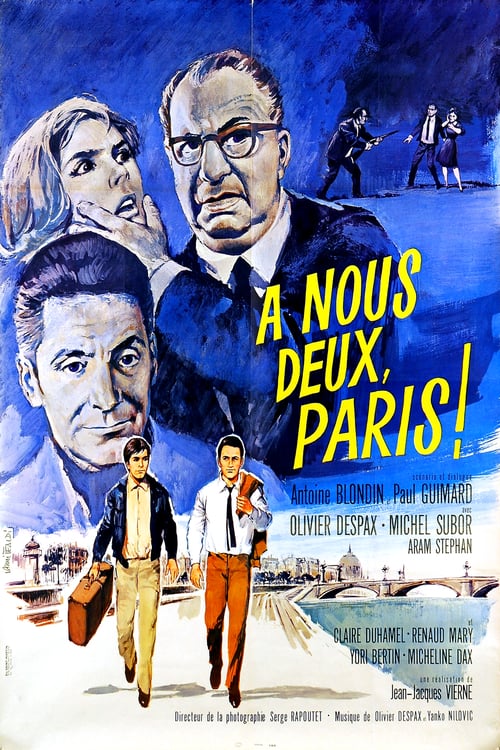 A NOUS
DEUX,
PARIS!
scénario et dialogue
Antoine BLONDIN, Paul GUIMARD
avec
OLIVIER DESPAX - MICHEL SUBOR
ARAM STEPHAN
et
CLAIRE DUHAMEL - RENAUD MARY
YORI BERTIN - MICHELINE DAX
une réalisation de
Jean-Jacques VIERNE
Directeur de la photographie Serge RAPOUTET - Musique de Olivier DESPAX et Yanko NILOVIC